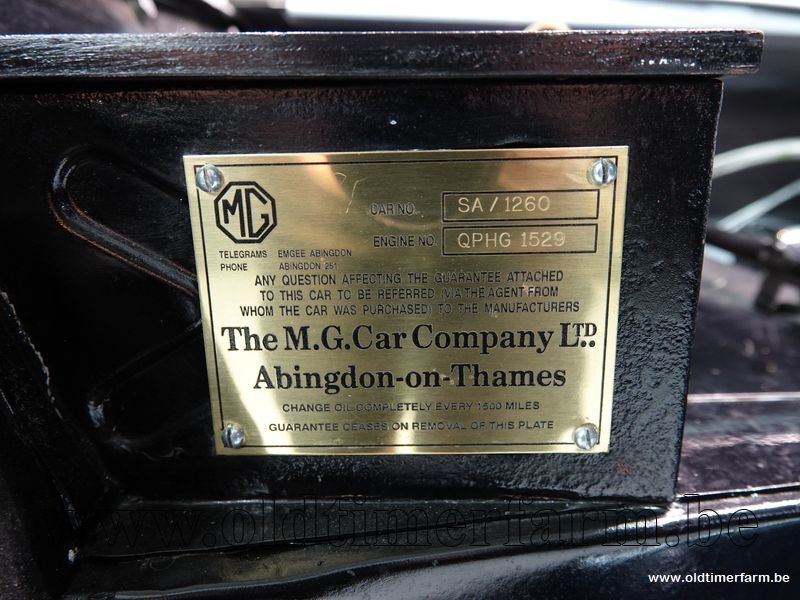 MG
CAR NO. SA / 1260
ENGINE NO. QPHG 1529
TELEGRAMS EMGEE ABINGDON
PHONE ABINGDON 251
ANY QUESTION AFFECTING THE GUARANTEE ATTACHED
TO THIS CAR TO BE REFERRED (VIA THE AGENT FROM
WHOM THE CAR WAS PURCHASED) TO THE MANUFACTURERS
The M.G. Car Company LTD.
Abingdon-on-Thames
CHANGE OIL COMPLETELY EVERY 1500 MILES
GUARANTEE CEASES ON REMOVAL OF THIS PLATE
www.oldtimerfarm.be
www.oldtimerfarm.be